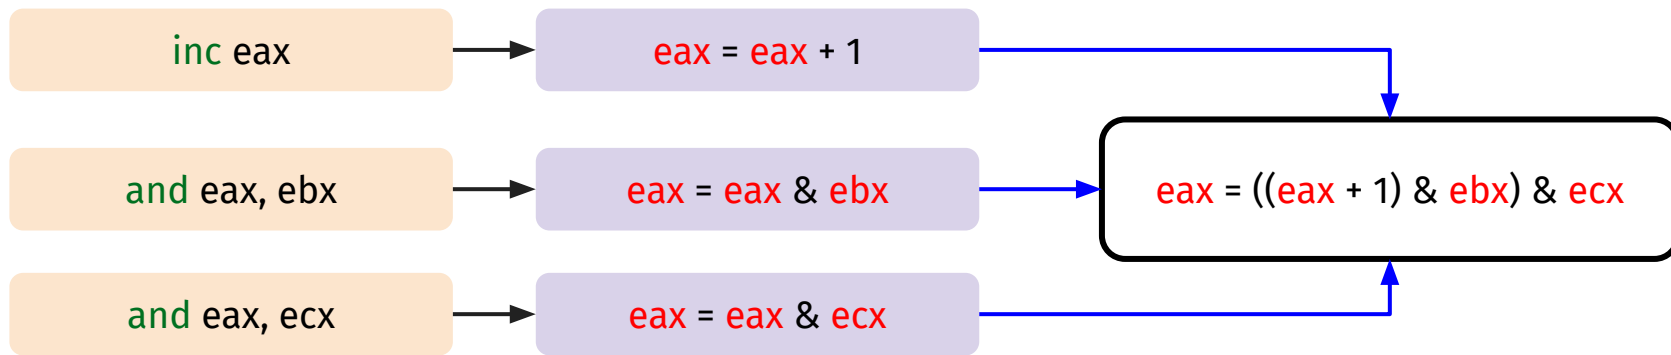 inc eax
eax = eax + 1
and eax, ebx
eax = eax & ebx
eax = ((eax + 1) & ebx) & ecx
and eax, ecx
eax = eax & ecx